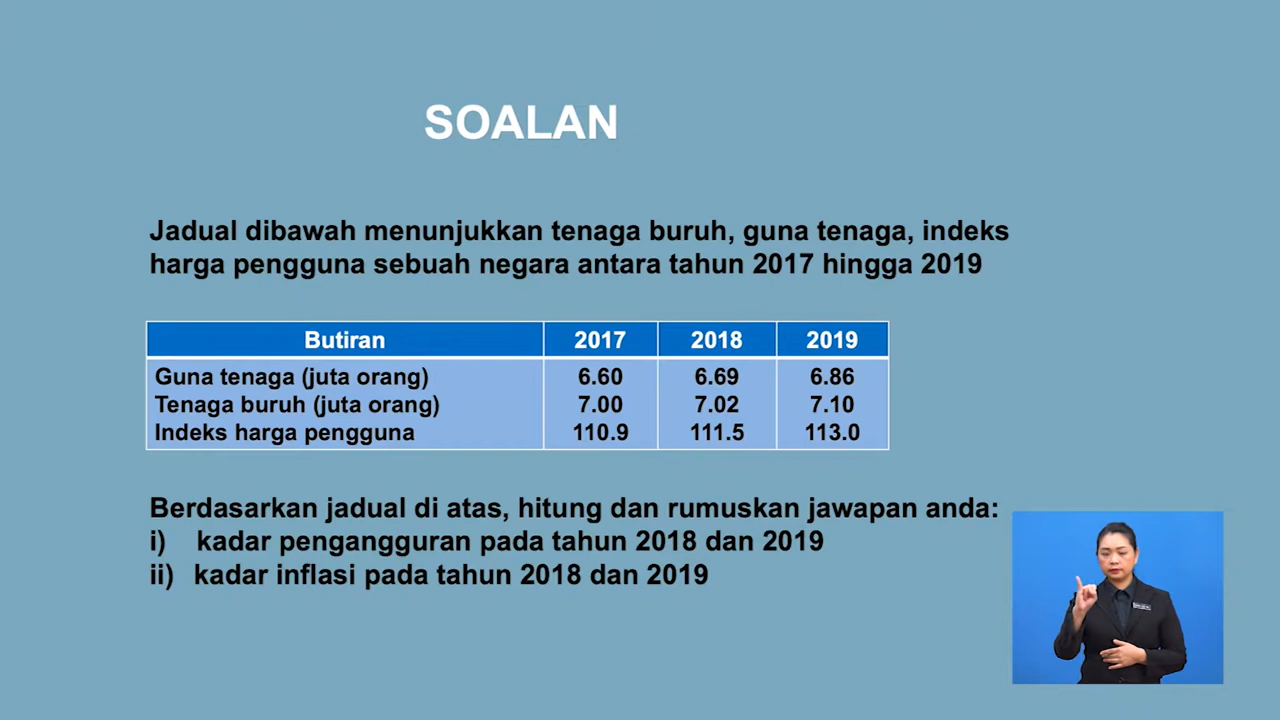 SOALAN
Jadual dibawah menunjukkan tenaga buruh, guna tenaga, indeks
harga pengguna sebuah negara antara tahun 2017 hingga 2019
Butiran 2017 2018 2019
Guna tenaga (juta orang) 6.60 6.69 6.86
Tenaga buruh (juta orang) 7.00 7.02 7.10
Indeks harga pengguna 110.9 111.5 113.0
Berdasarkan jadual di atas, hitung dan rumuskan jawapan anda:
i) kadar pengangguran pada tahun 2018 dan 2019
ii) kadar inflasi pada tahun 2018 dan 2019